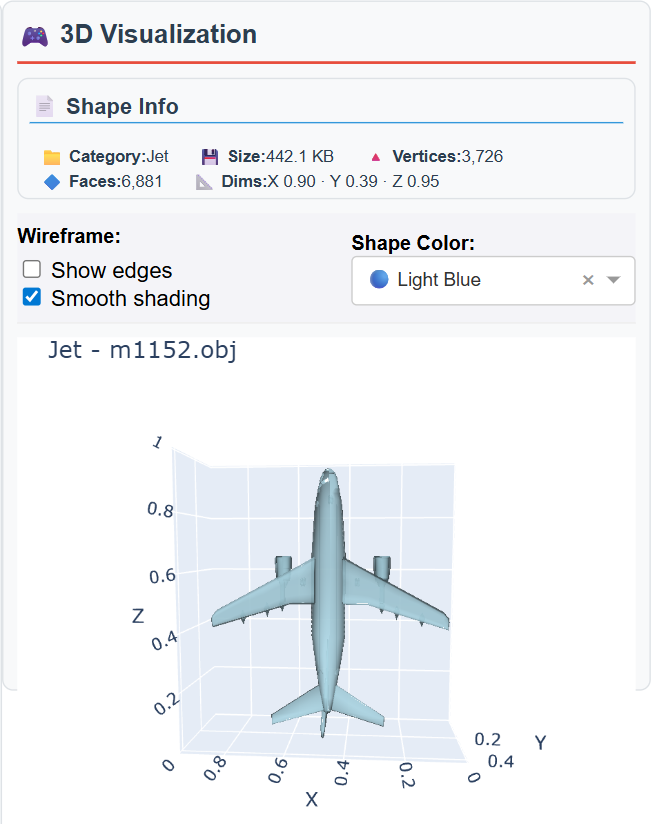 3D Visualization
Shape Info
Category:Jet Size:442.1 KB Vertices:3,726
Faces:6,881 Dims:X 0.90 · Y 0.39 · Z 0.95
Wireframe:
Shape Color:
Show edges
Light Blue
Smooth shading
Jet - m1152.obj
1
0.8
0.6
Z
0.4
0.2
0
0.8
0.6
0.4
0.2
0
X
0.2
0.4
Y